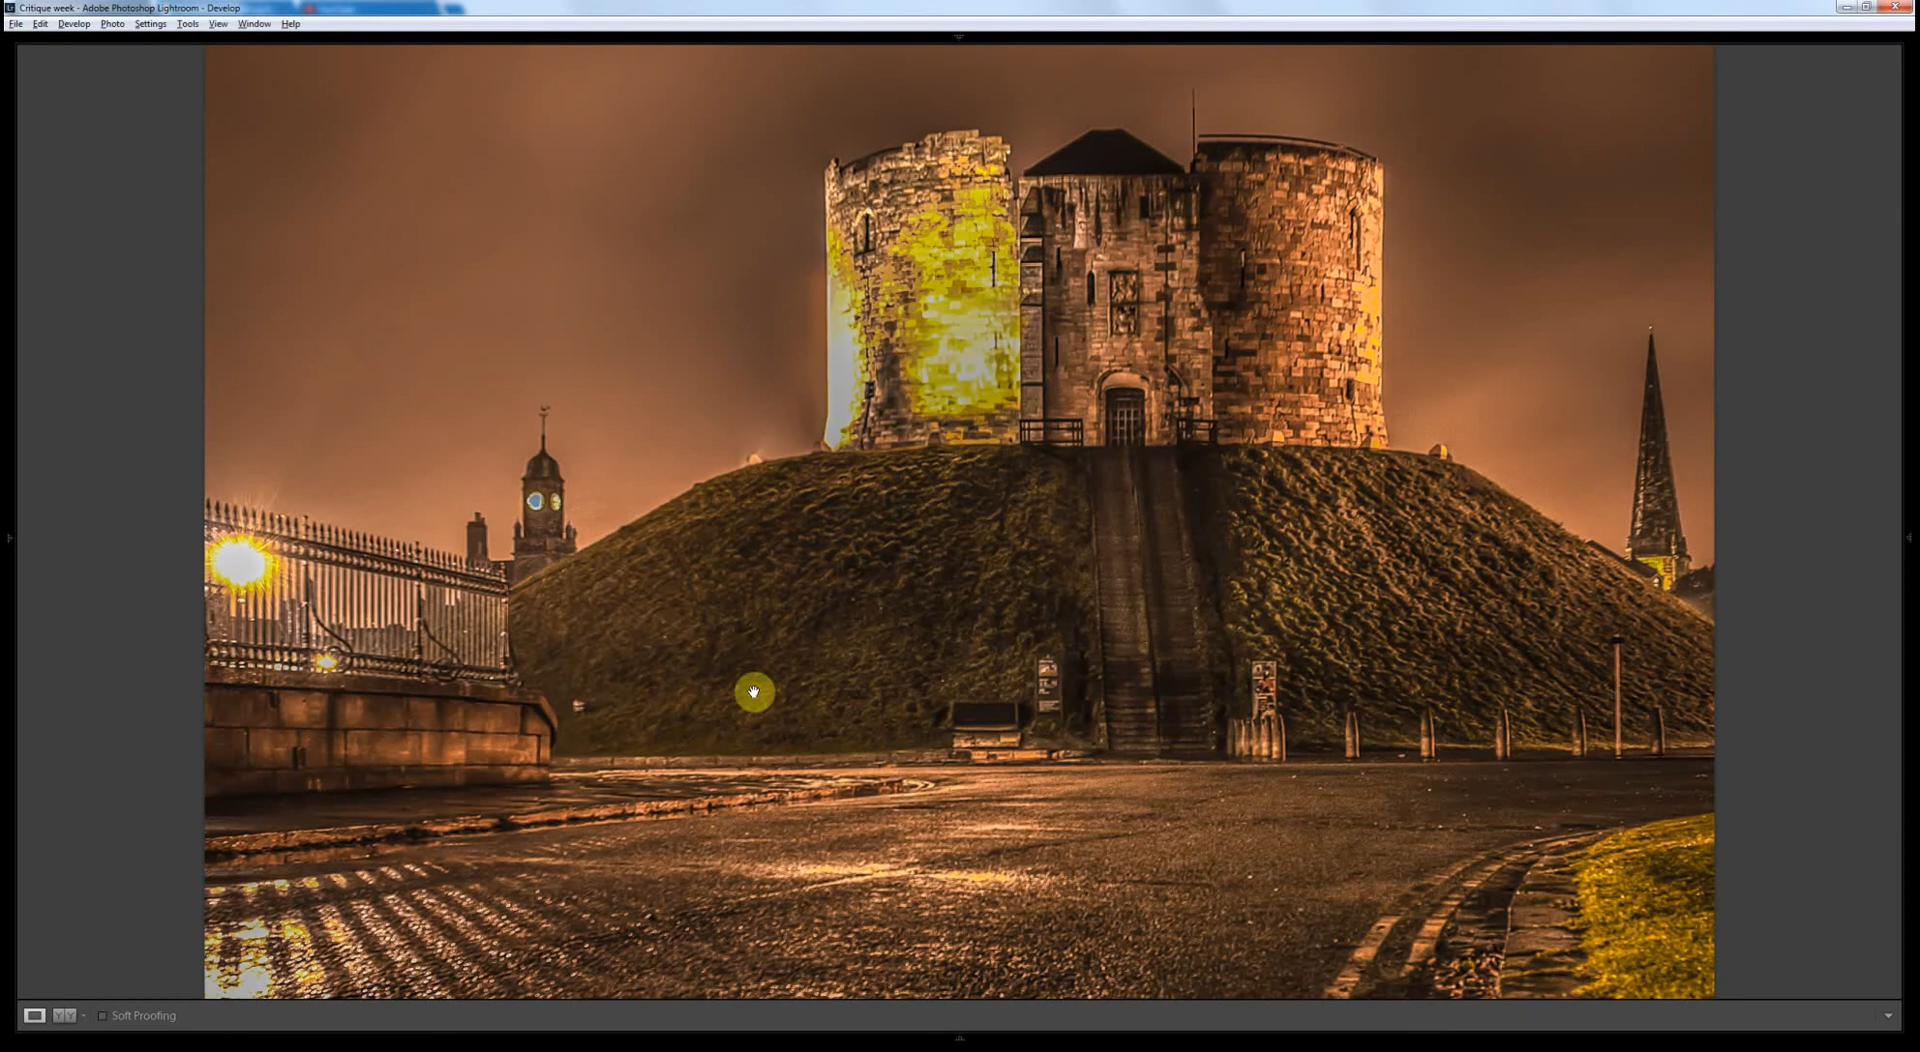 Critique week - Adobe Photoshop Lightroom - Develop
File Edit Develop Photo Settings Tools View Window Help
Soft Proofing